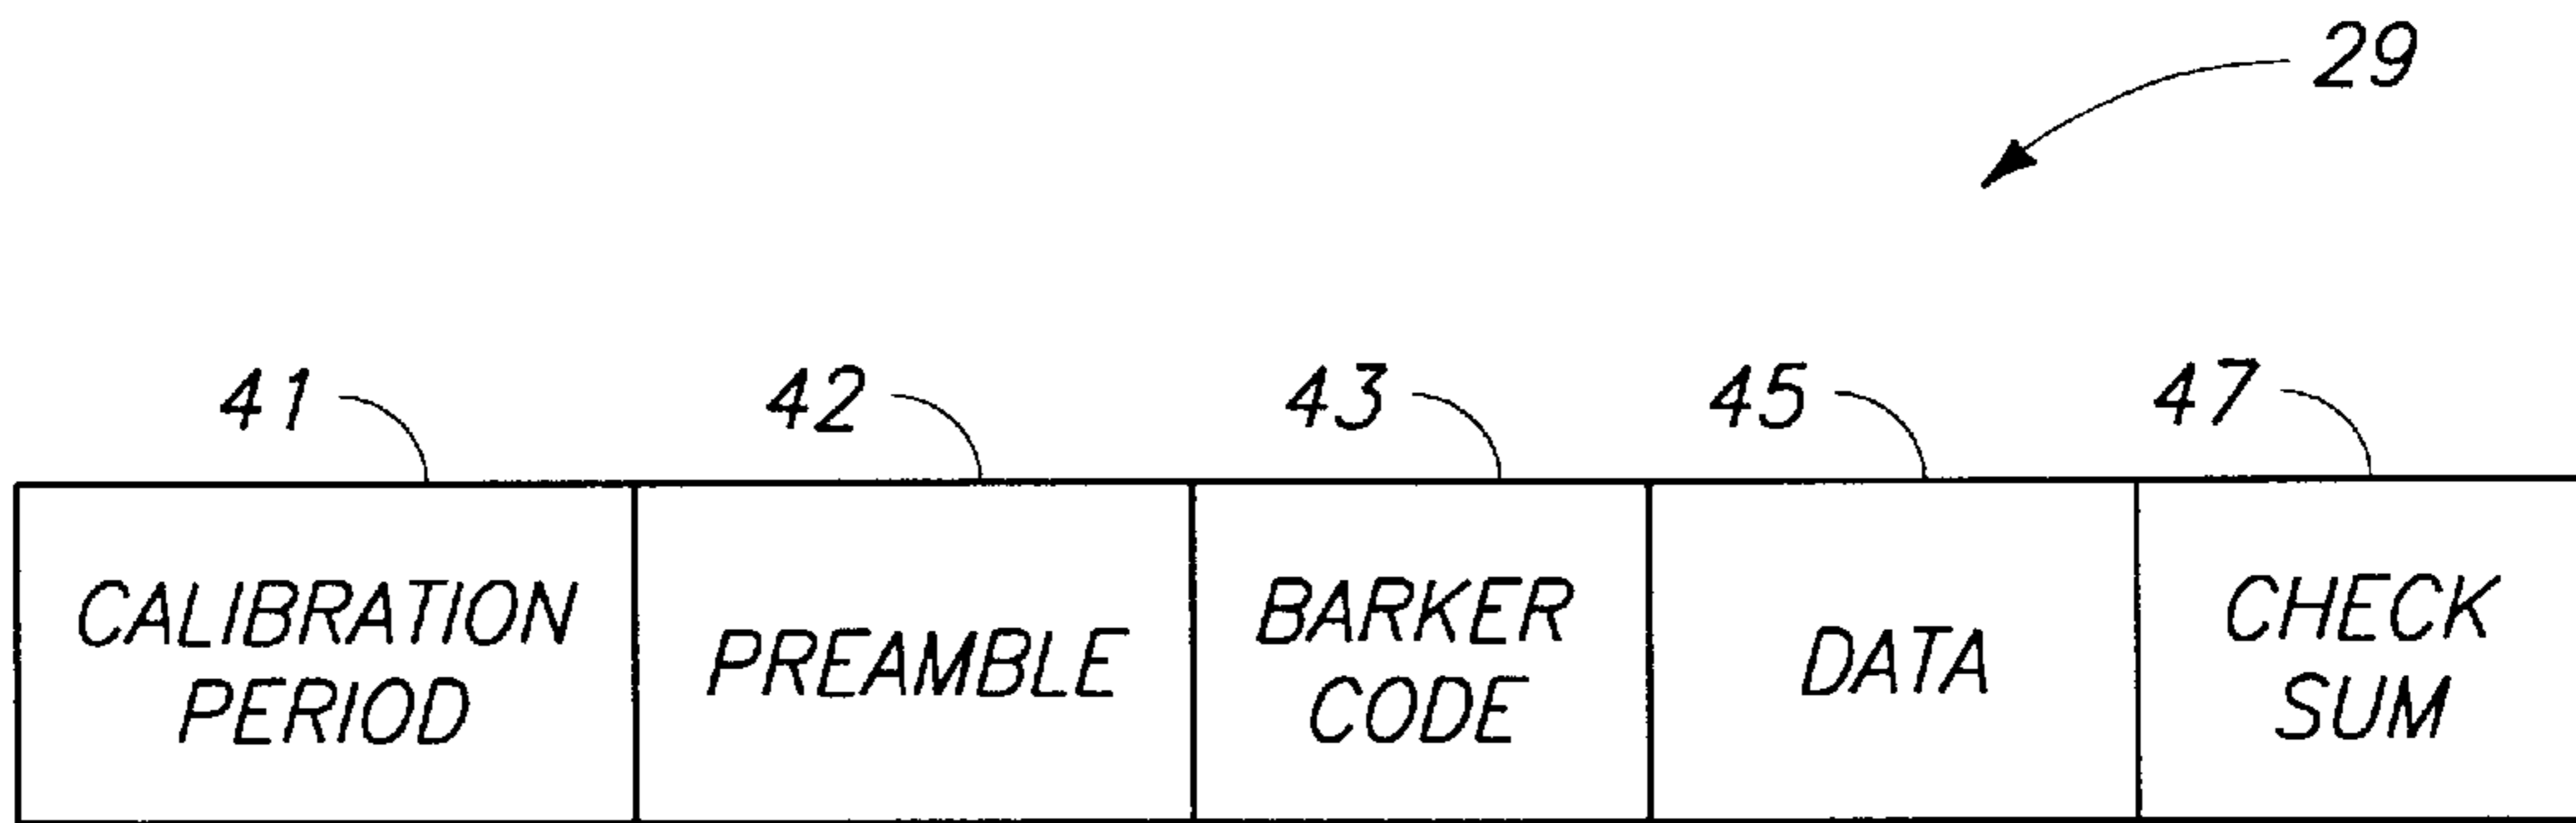 29
41 42 43 45 47
CALIBRATION
PERIOD
PREAMBLE
BARKER
CODE
DATA
CHECK
SUM